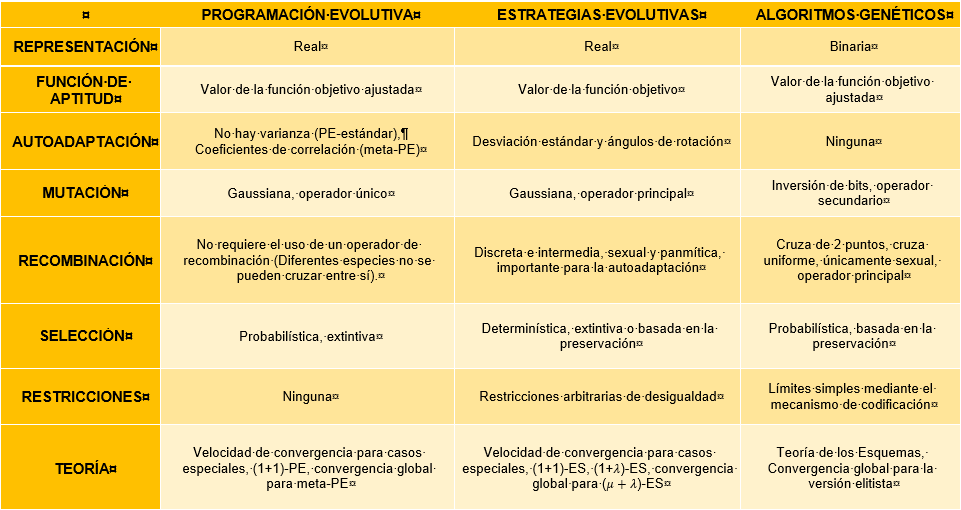 PROGRAMACIÓN·EVOLUTIVA¤ ESTRATEGIAS·EVOLUTIVAS¤ ALGORITMOS·GENÉTICOS¤
REPRESENTACIÓN¤ Real¤ Real¤ Binaria¤
FUNCIÓN·DE·
APTITUD¤
Valor·de·la·función·objetivo·ajustada¤
Valor·de·la·función·objetivo¤
Valor·de·la·función·objetivo·
ajustada¤
AUTOADAPTACIÓN¤
No·hay·varianza·(PE-estándar),¶
Coeficientes·de·correlación·(meta-PE)¤
Desviación·estándar·y·ángulos·de·rotación¤
Ninguna¤
MUTACIÓN¤
Gaussiana,·operador·único¤
Gaussiana,·operador·principal¤
Inversión·de·bits,·operador·
secundario¤
RECOMBINACIÓN¤
No·requiere·el·uso·de·un·operador·de·
recombinación·(Diferentes·especies·no·se·
pueden·cruzar·entre·sí).¤
Discreta·e·intermedia,·sexual·y·panmítica,·
importante·para·la·autoadaptación¤
Cruza·de·2·puntos,·cruza·
uniforme,·únicamente·sexual,·
operador·principal¤
SELECCIÓN¤
Probabilística,·extintiva¤
Determinística,·extintiva·o·basada·en·la·
preservación¤
Probabilística,·basada·en·la·
preservación¤
RESTRICCIONES¤
Ninguna¤
Restricciones·arbitrarias·de·desigualdad¤
Límites·simples·mediante·el·
mecanismo·de·codificación¤
TEORÍA¤
Velocidad·de·convergencia·para·casos·
especiales,·(1+1)-PE,·convergencia·global·
para·meta-PE¤
Velocidad·de·convergencia·para·casos·
especiales,·(1+1)-ES,·(1+λ)-ES,·convergencia·
global·para·(μ + λ)-ES¤
Teoría·de·los·Esquemas,·
Convergencia·global·para·la·
versión·elitista¤